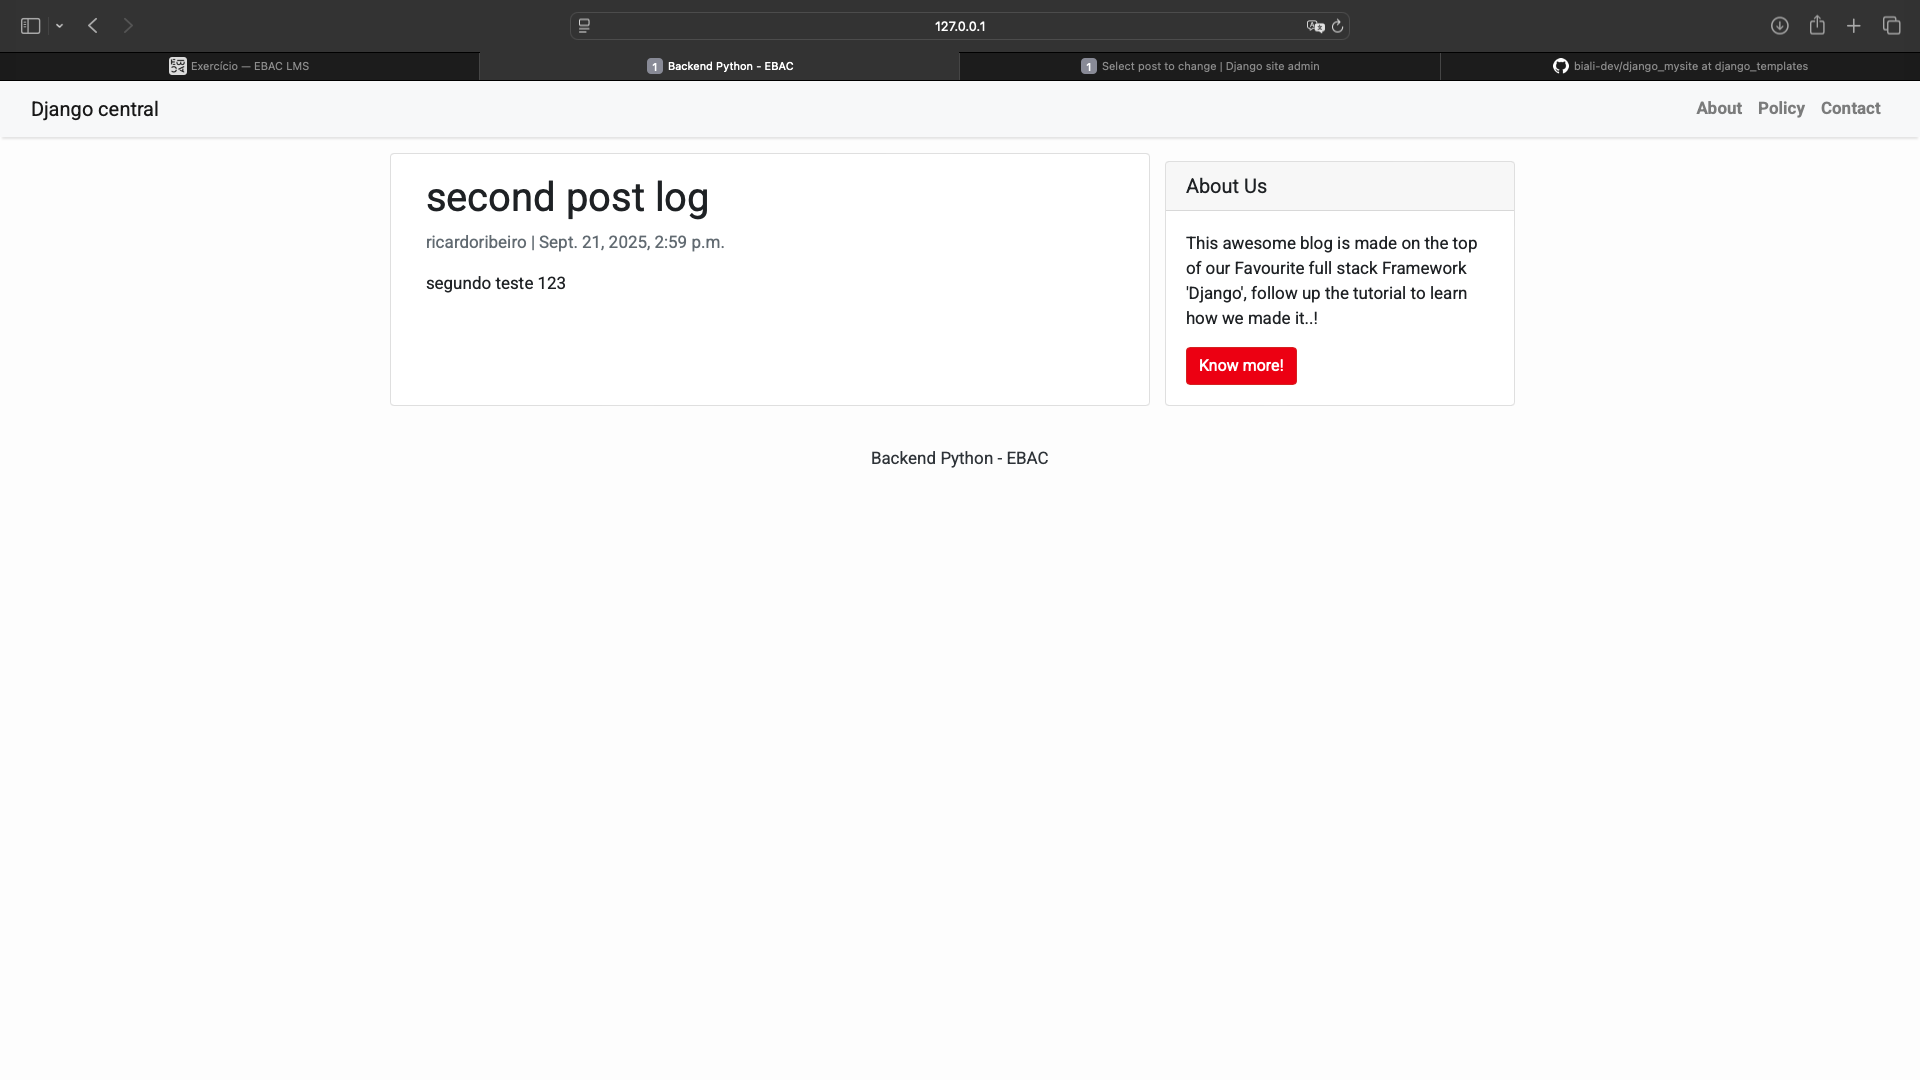 127.0.0.1
Exercício — EBAC LMS
1 Backend Python - EBAC
1 Select post to change | Django site admin
biali-dev/django_mysite at django_templates
Django central
About Policy Contact
second post log
ricardoribeiro | Sept. 21, 2025, 2:59 p.m.
segundo teste 123
About Us
This awesome blog is made on the top
of our Favourite full stack Framework
'Django', follow up the tutorial to learn
how we made it..!
Know more!
Backend Python - EBAC